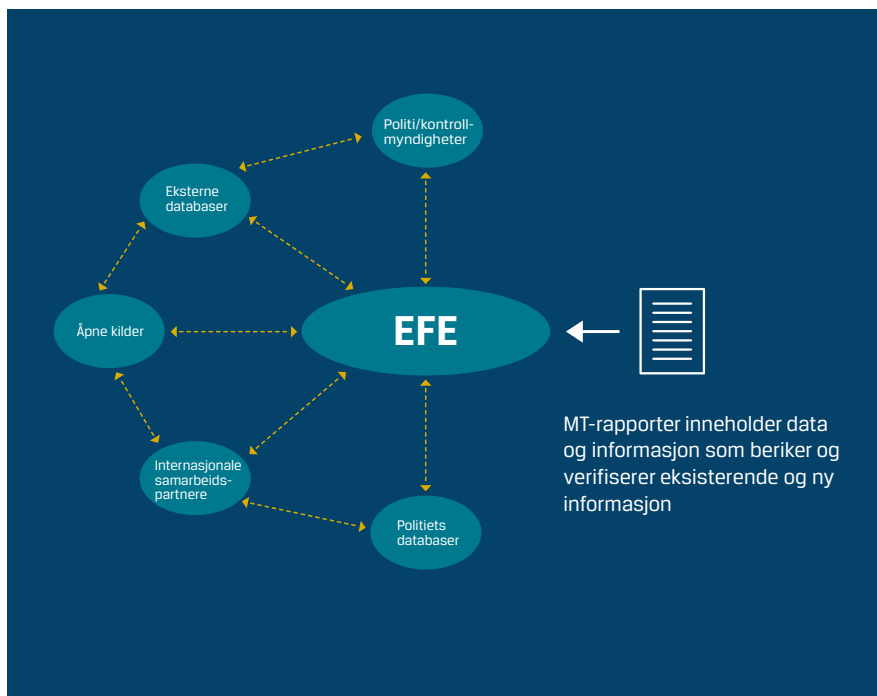 Politi/kontroll-
myndigheter
Eksterne
databaser
EFE
Åpne kilder
MT-rapporter inneholder data
og informasjon som beriker og
verifiserer eksisterende og ny
informasjon
Internasjonale
samarbeids-
partnere
Politiets
databaser